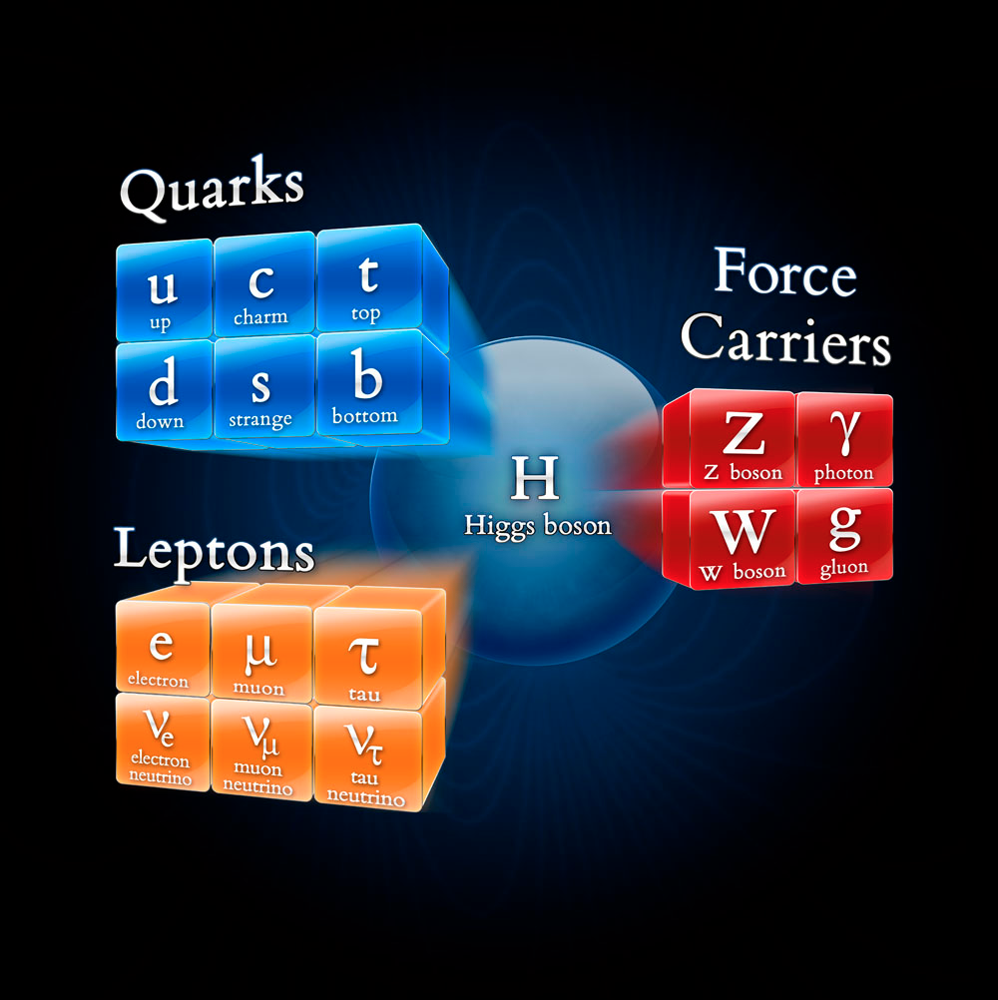 Quarks
u c t
up charm top
d s b
down strange bottom
Force
Carriers
Z γ
Z boson photon
W g
W boson gluon
H
Higgs boson
Leptons
e μ τ
electron muon tau
νe νμ ντ
electron muon tau
neutrino neutrino neutrino